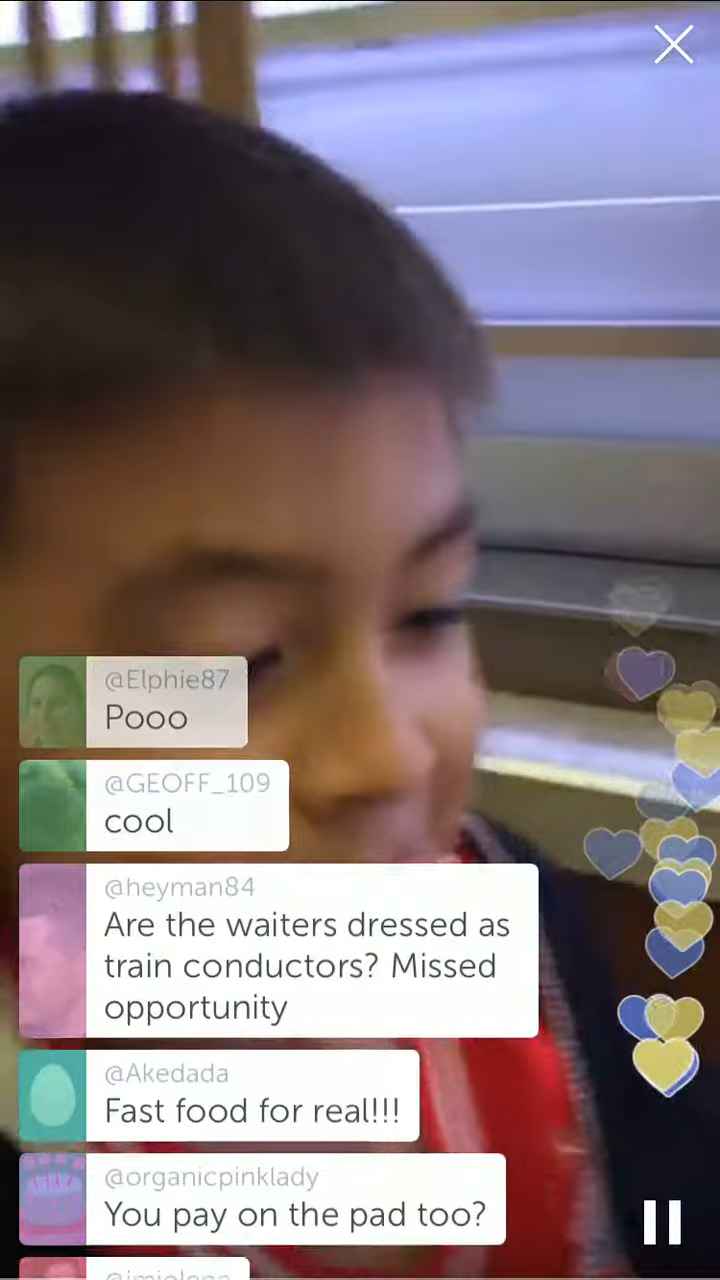 @Elphie87
Pooo
@GEOFF_109
cool
@heyman84
Are the waiters dressed as
train conductors? Missed
opportunity
@Akedada
Fast food for real!!!
@organicpinklady
You pay on the pad too?